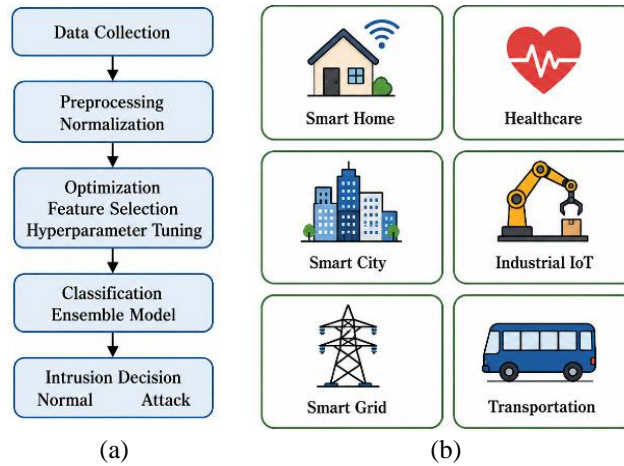 Data Collection
Preprocessing
Normalization
Optimization
Feature Selection
Hyperparameter Tuning
Classification
Ensemble Model
Intrusion Decision
Normal Attack
(a)
Smart Home
Healthcare
Smart City
Industrial IoT
Smart Grid
Transportation
(b)